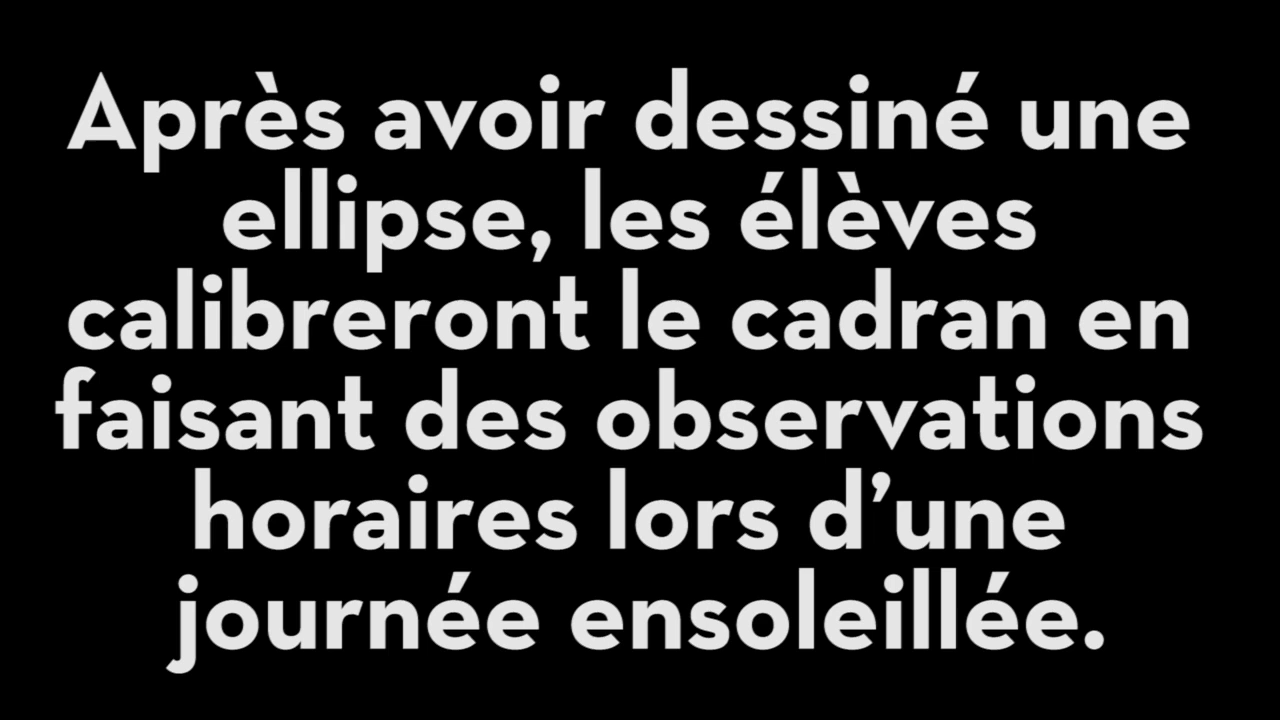 Après avoir dessiné une
ellipse, les élèves
calibreront le cadran en
faisant des observations
horaires lors d’une
journée ensoleillée.